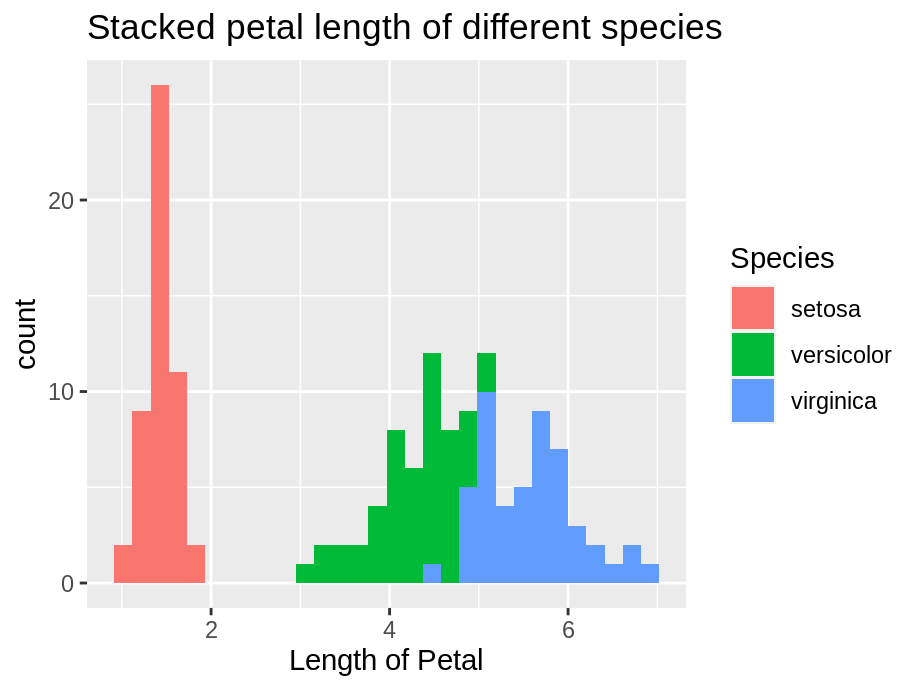 Stacked petal length of different species
count
20
10
0
2 4 6
Length of Petal
Species
setosa
versicolor
virginica